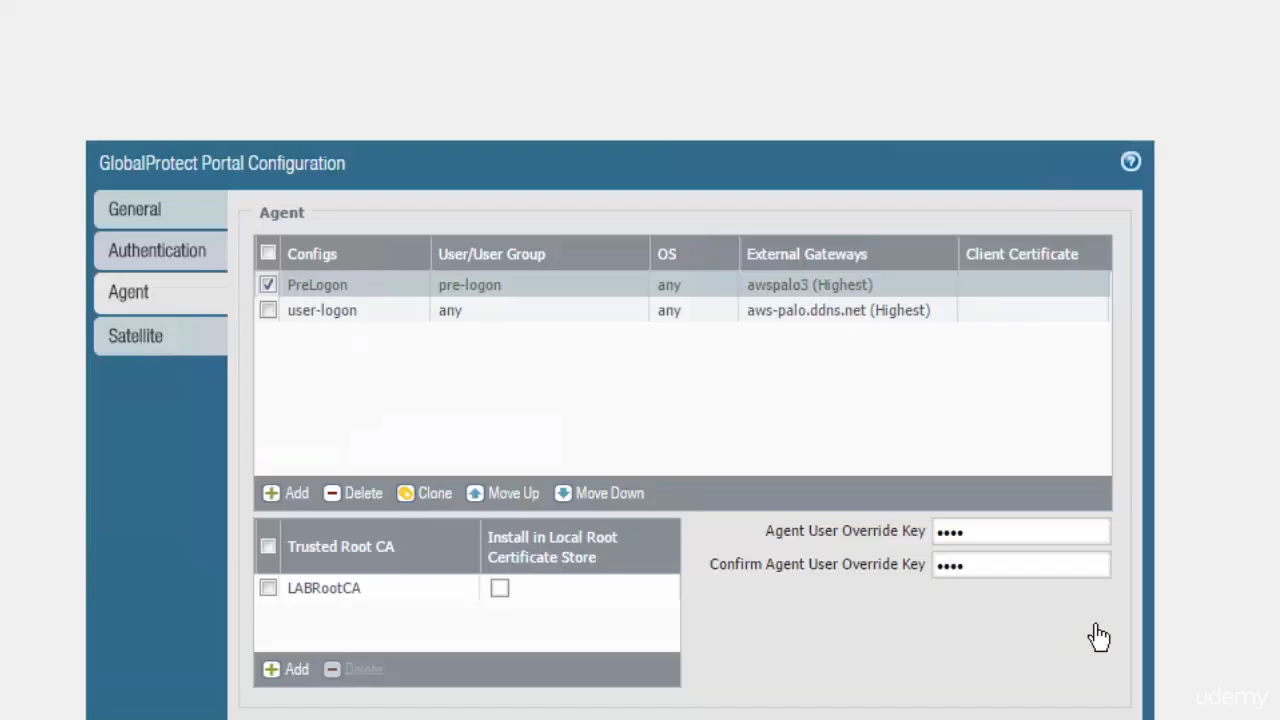 GlobalProtect Portal Configuration
General
Authentication
Agent
Satellite
Agent
Configs User/User Group OS External Gateways Client Certificate
PreLogon pre-logon any awspalo3 (Highest)
user-logon any any aws-palo.ddns.net (Highest)
Add Delete Clone Move Up Move Down
Trusted Root CA
Install in Local Root
Certificate Store
LABRootCA
Add Delete
Agent User Override Key ••••
Confirm Agent User Override Key ••••
udemy